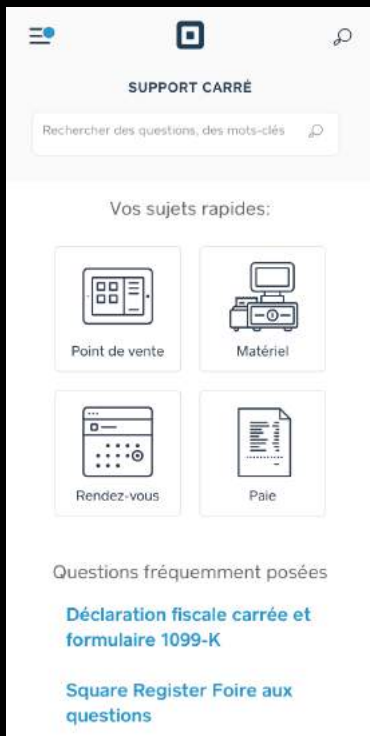 SUPPORT CARRÉ
Rechercher des questions, des mots-clés
Vos sujets rapides:
Point de vente
Matériel
Rendez-vous
Paie
Questions fréquemment posées
Déclaration fiscale carrée et
formulaire 1099-K
Square Register Foire aux
questions